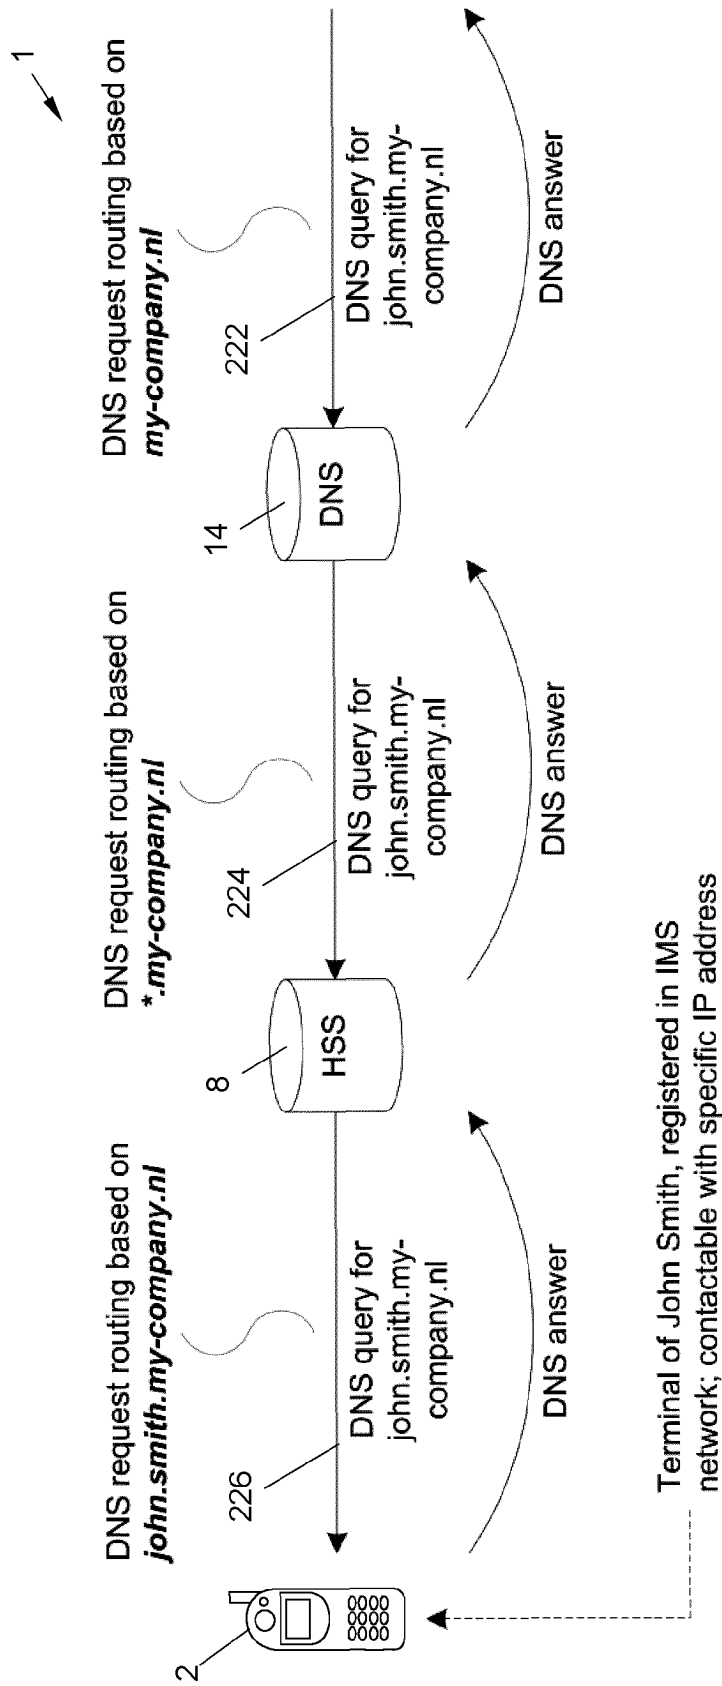 1
DNS request routing based on
john.smith.my-company.nl
DNS request routing based on
*.my-company.nl
DNS request routing based on
my-company.nl
226
224
222
2
8
HSS
14
DNS
DNS query for
john.smith.my-
company.nl
DNS query for
john.smith.my-
company.nl
DNS query for
john.smith.my-
company.nl
DNS answer
DNS answer
DNS answer
Terminal of John Smith, registered in IMS
network; contactable with specific IP address